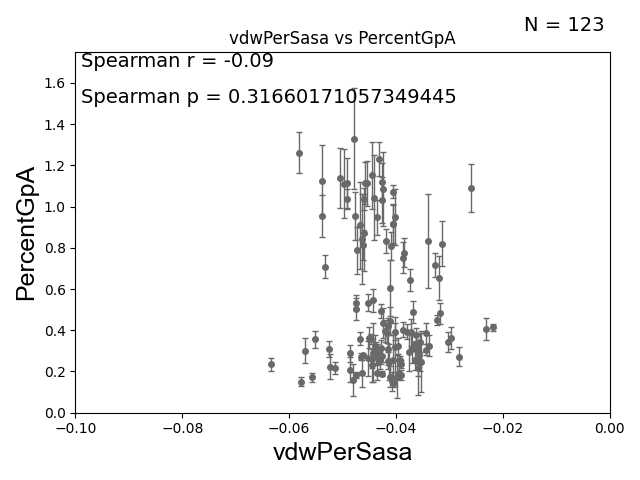 N = 123
vdwPerSasa vs PercentGpA
Spearman r = -0.09
Spearman p = 0.31660171057349445
1.6
1.4
1.2
1.0
0.8
0.6
0.4
0.2
0.0
PercentGpA
−0.10 −0.08 −0.06 −0.04 −0.02 0.00
vdwPerSasa